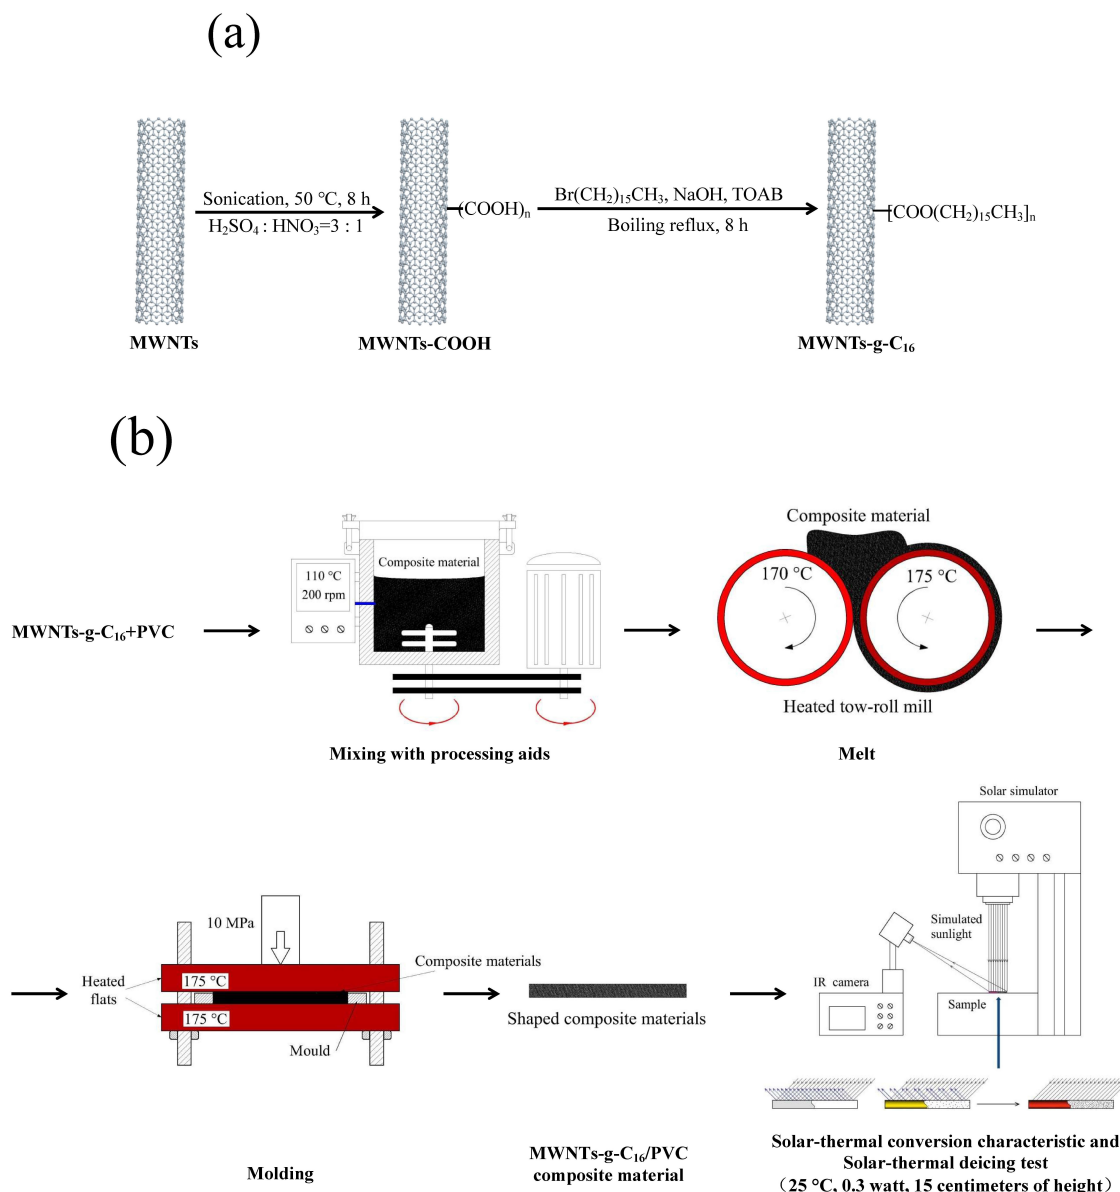 (a)
Sonication, 50 °C, 8 h
H₂SO₄ : HNO₃=3 : 1
(COOH)ₙ
Br(CH₂)₁₅CH₃, NaOH, TOAB
Boiling reflux, 8 h
[COO(CH₂)₁₅CH₃]ₙ
MWNTs
MWNTs-COOH
MWNTs-g-C₁₆
(b)
MWNTs-g-C₁₆+PVC
110 °C
200 rpm
Composite material
Mixing with processing aids
Composite material
170 °C
175 °C
Heated tow-roll mill
Melt
10 MPa
Heated
flats
175 °C
175 °C
Composite materials
Mould
Molding
Shaped composite materials
MWNTs-g-C₁₆/PVC
composite material
Solar simulator
Simulated
sunlight
IR camera
Sample
Solar-thermal conversion characteristic and
Solar-thermal deicing test
（25 °C, 0.3 watt, 15 centimeters of height）